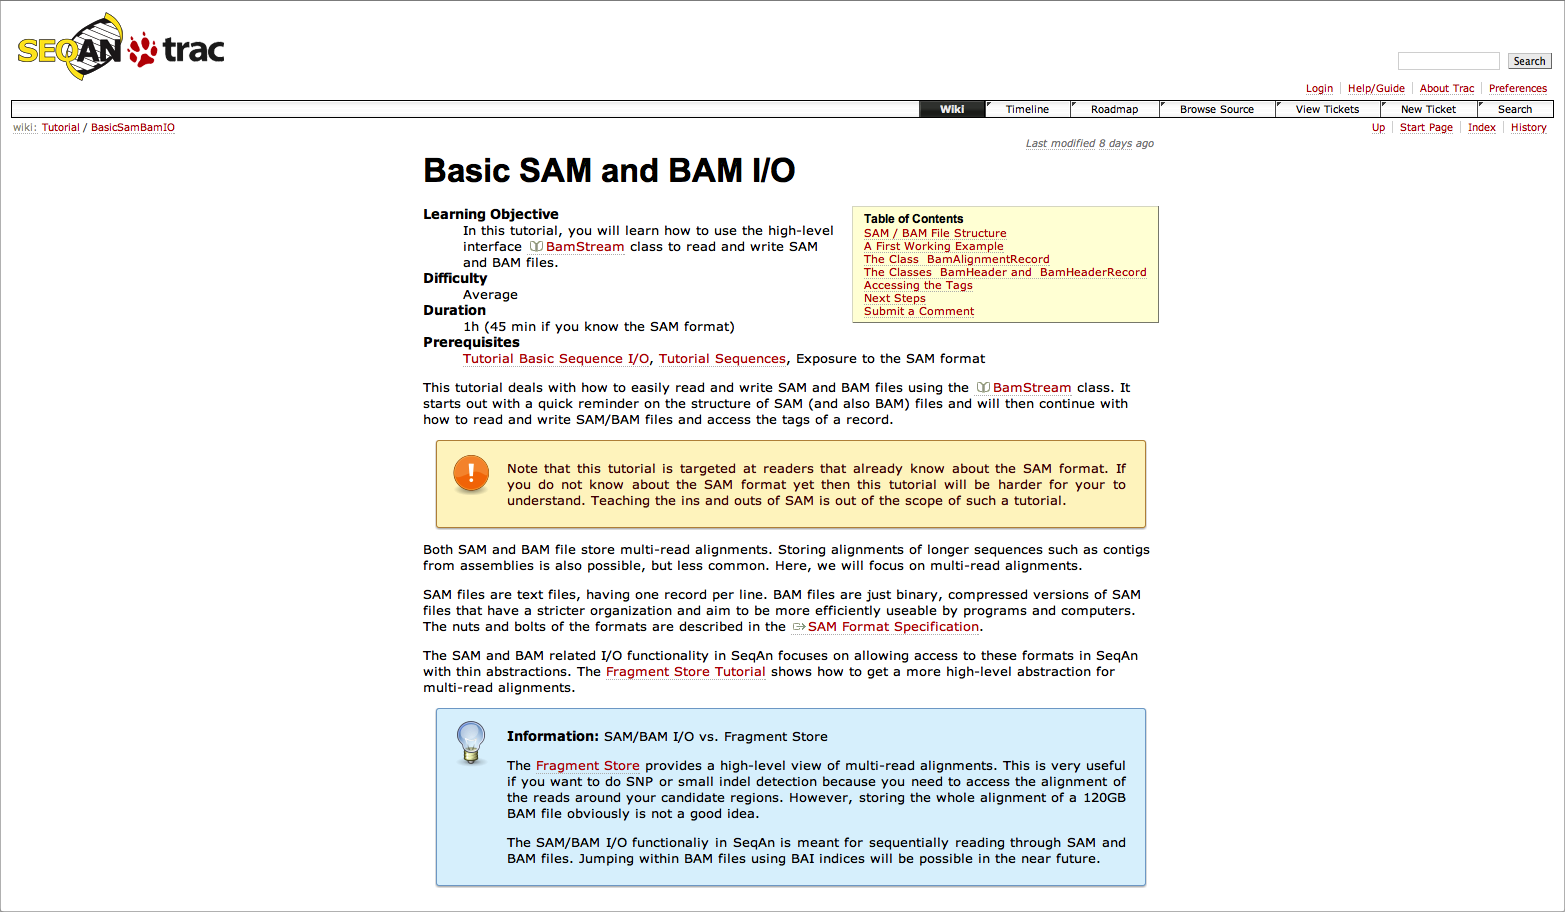 SEQAN trac
Search
Login Help/Guide About Trac Preferences
Wiki Timeline Roadmap Browse Source View Tickets New Ticket Search
wiki: Tutorial / BasicSamBamIO
Up Start Page Index History
Last modified 8 days ago
Basic SAM and BAM I/O
Learning Objective
In this tutorial, you will learn how to use the high-level
interface BamStream class to read and write SAM
and BAM files.
Difficulty
Average
Duration
1h (45 min if you know the SAM format)
Prerequisites
Tutorial Basic Sequence I/O, Tutorial Sequences, Exposure to the SAM format
Table of Contents
SAM / BAM File Structure
A First Working Example
The Class BamAlignmentRecord
The Classes BamHeader and BamHeaderRecord
Accessing the Tags
Next Steps
Submit a Comment
This tutorial deals with how to easily read and write SAM and BAM files using the BamStream class. It
starts out with a quick reminder on the structure of SAM (and also BAM) files and will then continue with
how to read and write SAM/BAM files and access the tags of a record.
Note that this tutorial is targeted at readers that already know about the SAM format. If
you do not know about the SAM format yet then this tutorial will be harder for your to
understand. Teaching the ins and outs of SAM is out of the scope of such a tutorial.
Both SAM and BAM file store multi-read alignments. Storing alignments of longer sequences such as contigs
from assemblies is also possible, but less common. Here, we will focus on multi-read alignments.
SAM files are text files, having one record per line. BAM files are just binary, compressed versions of SAM
files that have a stricter organization and aim to be more efficiently useable by programs and computers.
The nuts and bolts of the formats are described in the SAM Format Specification.
The SAM and BAM related I/O functionality in SeqAn focuses on allowing access to these formats in SeqAn
with thin abstractions. The Fragment Store Tutorial shows how to get a more high-level abstraction for
multi-read alignments.
Information: SAM/BAM I/O vs. Fragment Store
The Fragment Store provides a high-level view of multi-read alignments. This is very useful
if you want to do SNP or small indel detection because you need to access the alignment of
the reads around your candidate regions. However, storing the whole alignment of a 120GB
BAM file obviously is not a good idea.
The SAM/BAM I/O functionaliy in SeqAn is meant for sequentially reading through SAM and
BAM files. Jumping within BAM files using BAI indices will be possible in the near future.